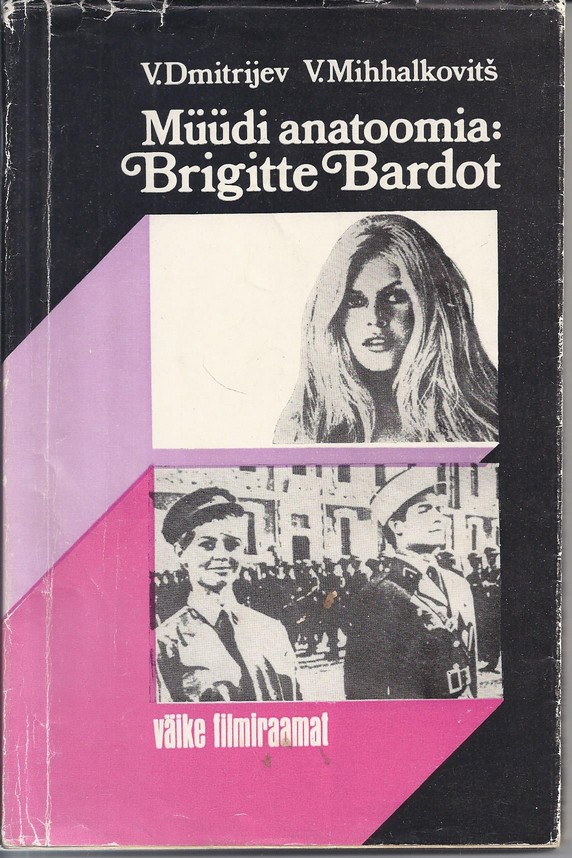 V.Dmitrijev V.Mihhalkovitš
Müüdi anatoomia:
Brigitte Bardot
väike filmiraamat